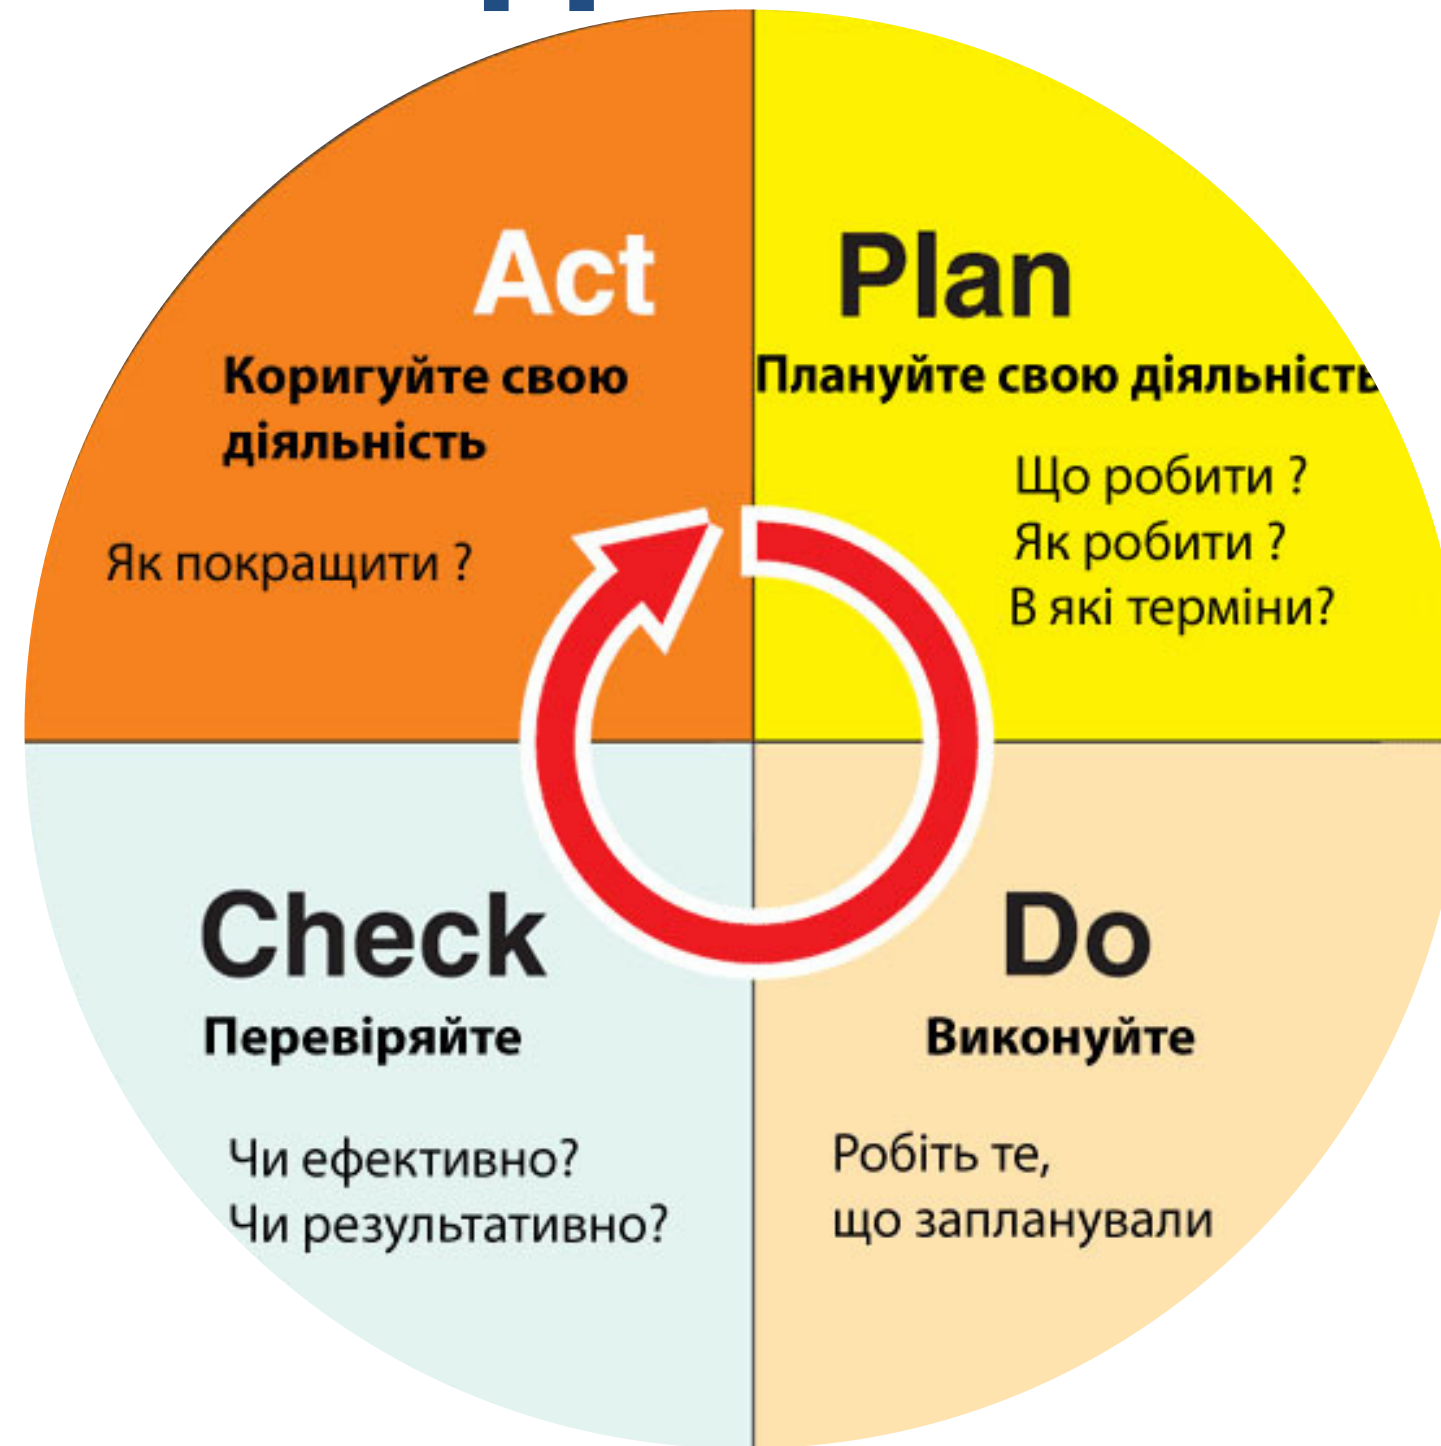 Act
Коригуйте свою
діяльність
Як покращити ?
Plan
Плануйте свою діяльність
Що робити ?
Як робити ?
В які терміни?
Check
Перевіряйте
Чи ефективно?
Чи результативно?
Do
Виконуйте
Робіть те,
що запланували